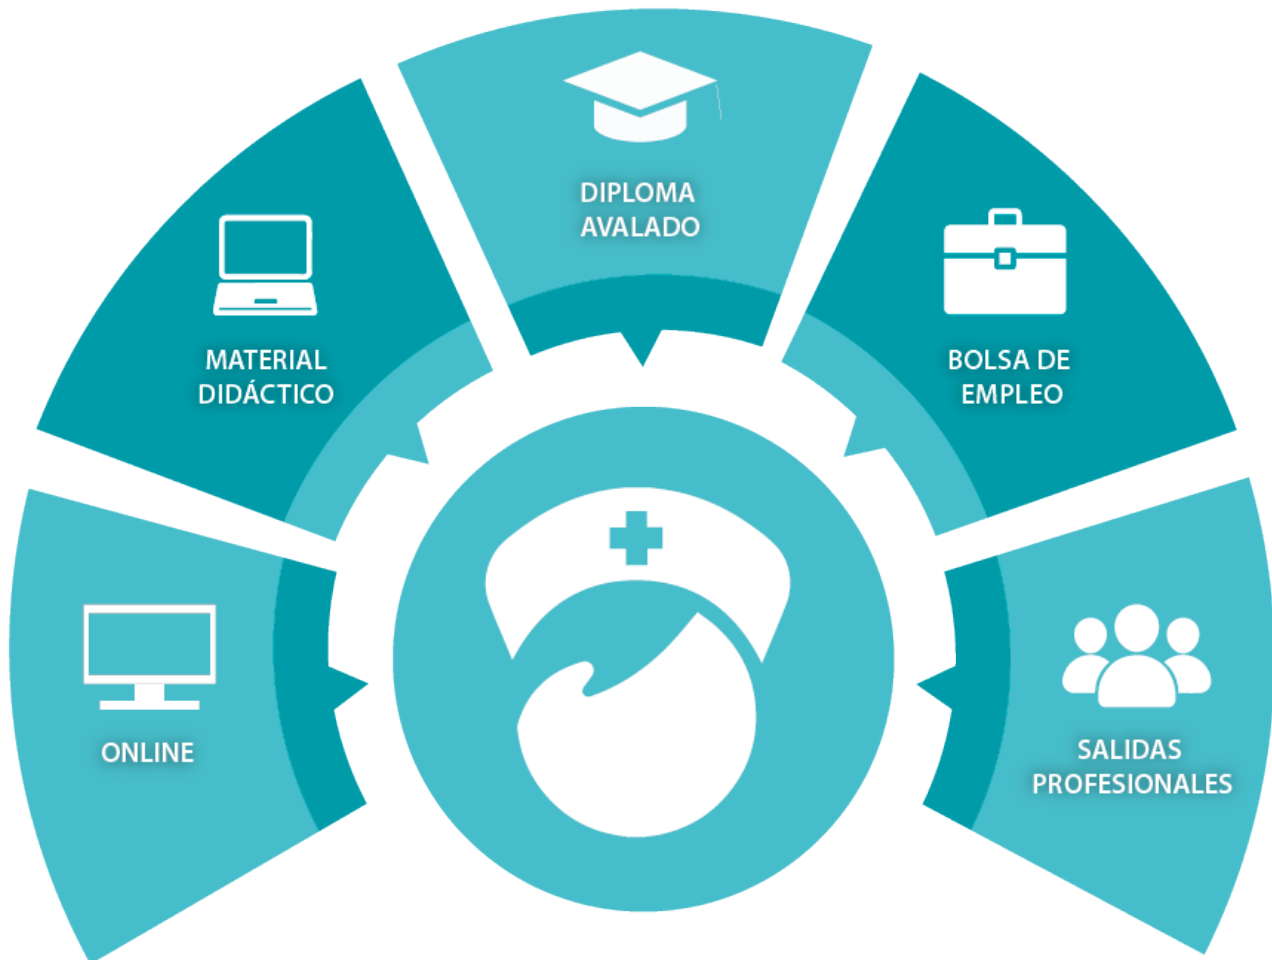 DIPLOMA
AVALADO
MATERIAL
DIDÁCTICO
BOLSA DE
EMPLEO
ONLINE
SALIDAS
PROFESIONALES